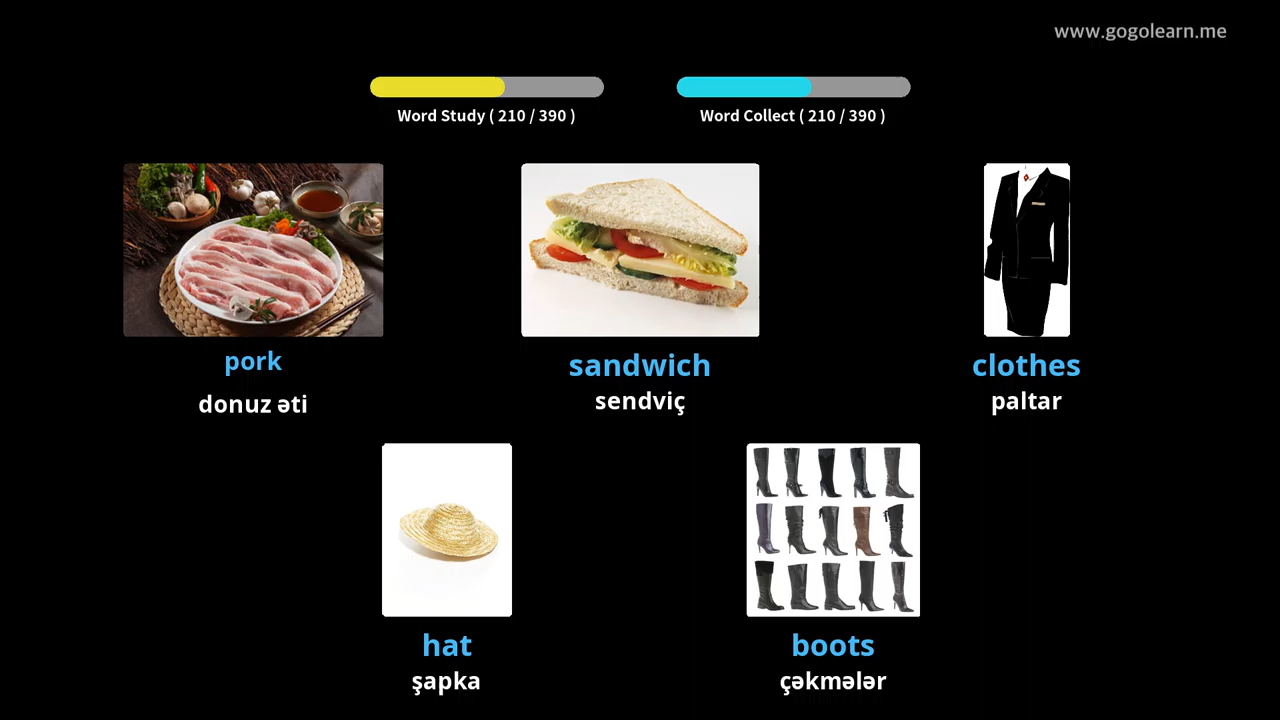 www.gogolearn.me
Word Study ( 210 / 390 )
Word Collect ( 210 / 390 )
pork
donuz əti
sandwich
sendviç
clothes
paltar
hat
şapka
boots
çəkmələr